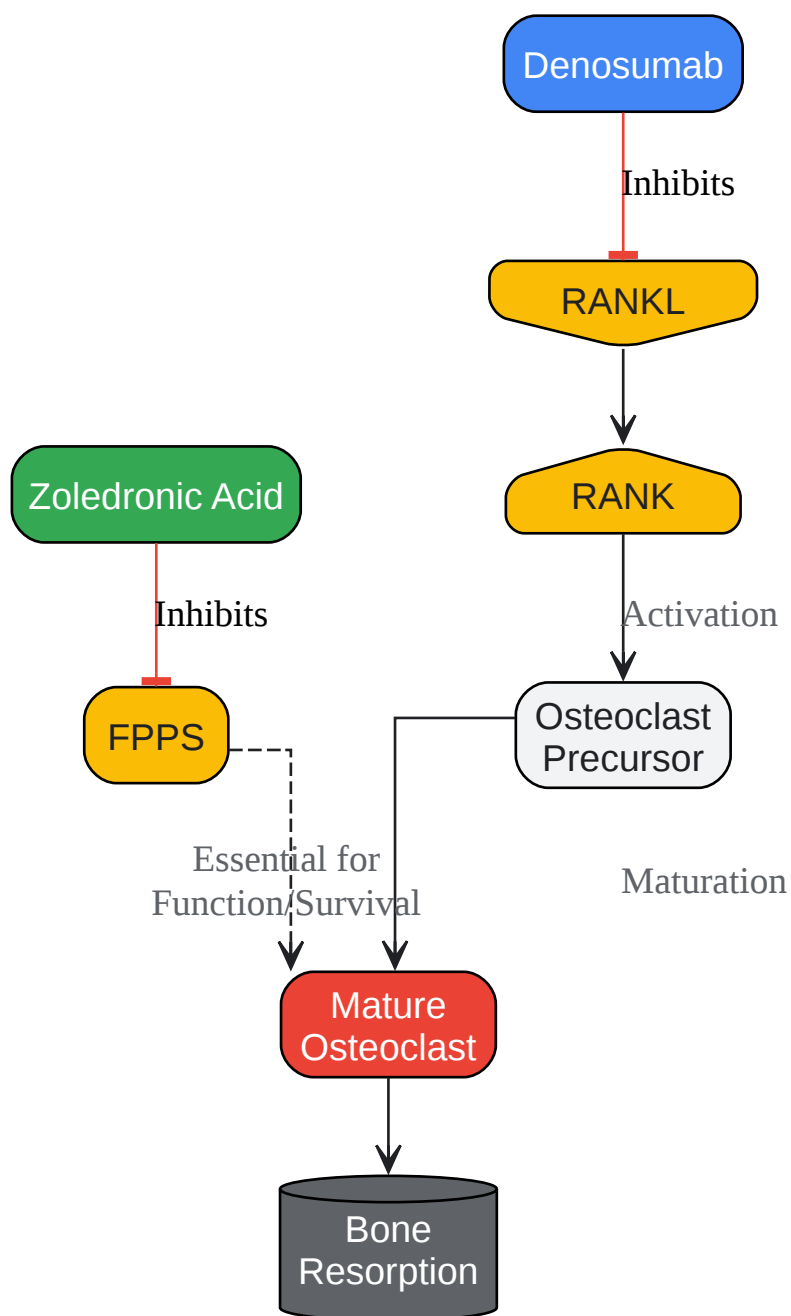 Denosumab
Inhibits
RANKL
RANK
Zoledronic Acid
Inhibits
Activation
FPPS
Osteoclast
Precursor
Essential for
Function/Survival
Maturation
Mature
Osteoclast
Bone
Resorption